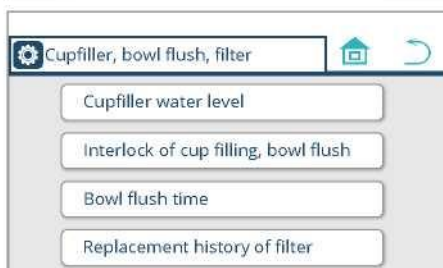 Cupfiller, bowl flush, filter
Cupfiller water level
Interlock of cup filling, bowl flush
Bowl flush time
Replacement history of filter